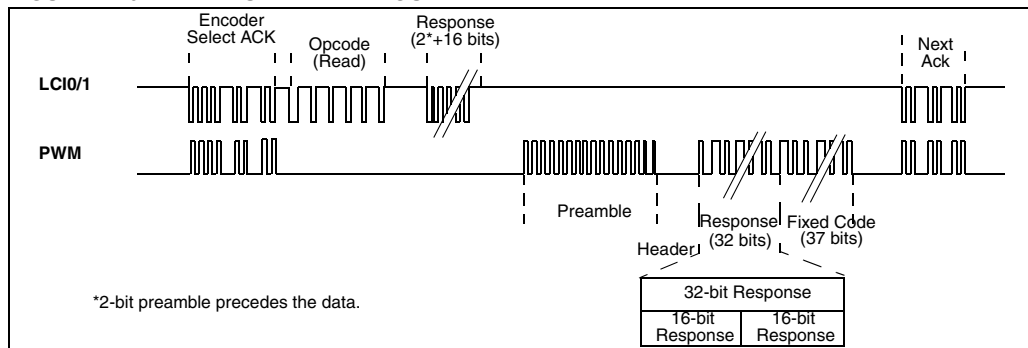 Encoder
Select ACK
Opcode
(Read)
Response
(2*+16 bits)
Next
Ack
LCI0/1
PWM
Preamble
Header
Response
(32 bits)
Fixed Code
(37 bits)
32-bit Response
16-bit
Response
16-bit
Response
*2-bit preamble precedes the data.